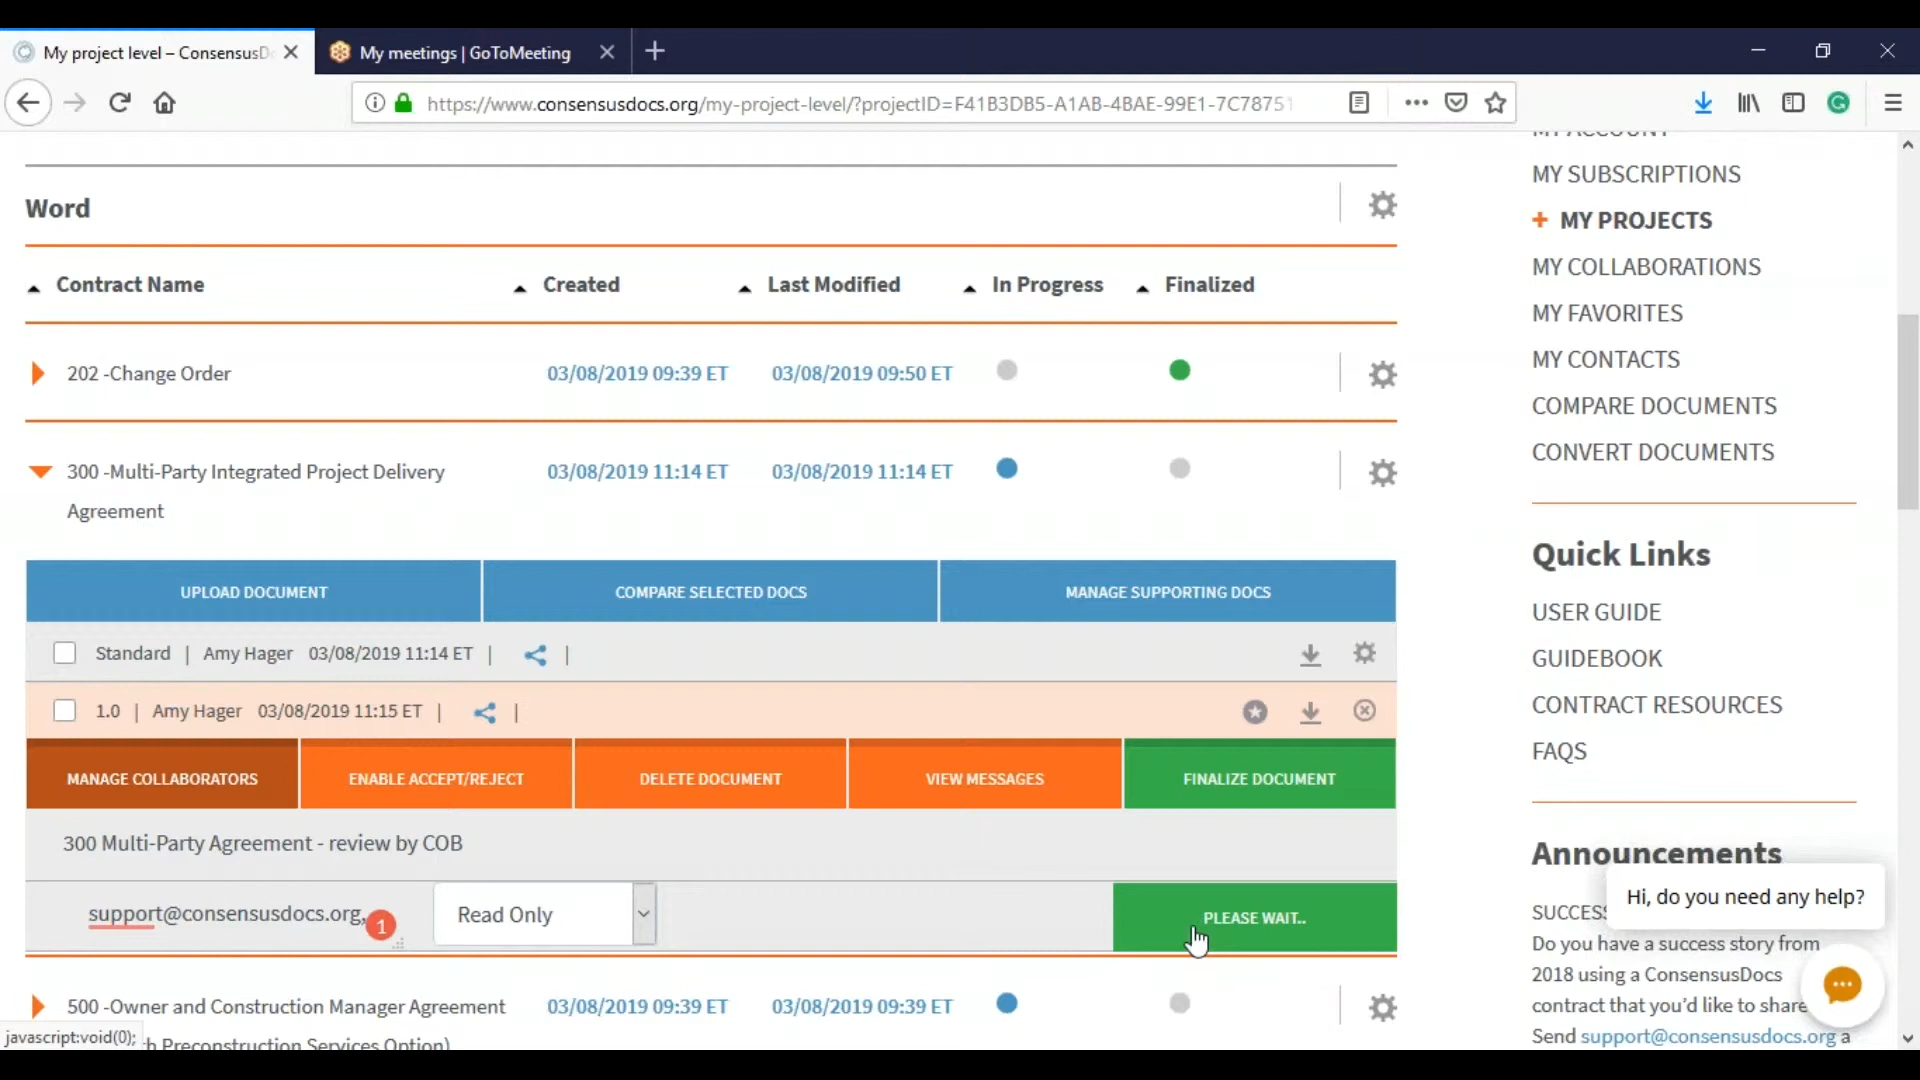 My project level – ConsensusD
My meetings | GoToMeeting
https://www.consensusdocs.org/my-project-level/?projectID=F41B3DB5-A1AB-4BAE-99E1-7C78751
Word
Contract Name
Created
Last Modified
In Progress
Finalized
202 -Change Order
03/08/2019 09:39 ET
03/08/2019 09:50 ET
300 -Multi-Party Integrated Project Delivery
Agreement
03/08/2019 11:14 ET
03/08/2019 11:14 ET
UPLOAD DOCUMENT
COMPARE SELECTED DOCS
MANAGE SUPPORTING DOCS
Standard | Amy Hager 03/08/2019 11:14 ET | |
1.0 | Amy Hager 03/08/2019 11:15 ET | |
MANAGE COLLABORATORS
ENABLE ACCEPT/REJECT
DELETE DOCUMENT
VIEW MESSAGES
FINALIZE DOCUMENT
300 Multi-Party Agreement - review by COB
support@consensusdocs.org,
1
Read Only
PLEASE WAIT..
500 -Owner and Construction Manager Agreement
03/08/2019 09:39 ET
03/08/2019 09:39 ET
h Preconstruction Services Option)
javascript:void(0);
MY ACCOUNT
MY SUBSCRIPTIONS
+ MY PROJECTS
MY COLLABORATIONS
MY FAVORITES
MY CONTACTS
COMPARE DOCUMENTS
CONVERT DOCUMENTS
Quick Links
USER GUIDE
GUIDEBOOK
CONTRACT RESOURCES
FAQS
Announcements
Hi, do you need any help?
SUCCESS
Do you have a success story from
2018 using a ConsensusDocs
contract that you'd like to share
Send support@consensusdocs.org a